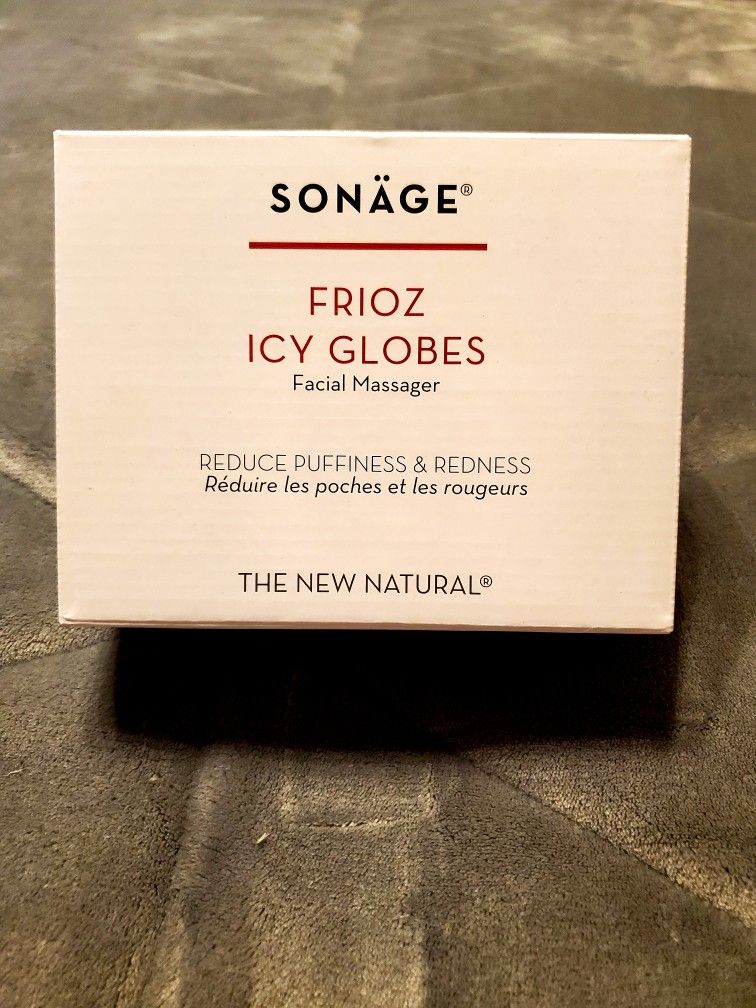 SONÄGE®
FRIOZ
ICY GLOBES
Facial Massager
REDUCE PUFFINESS & REDNESS
Réduire les poches et les rougeurs
THE NEW NATURAL®